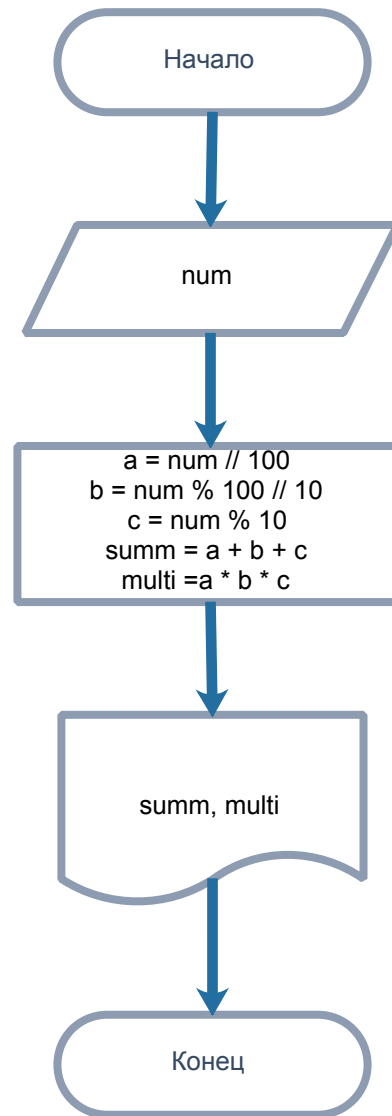 Начало
num
a = num // 100
b = num % 100 // 10
c = num % 10
summ = a + b + c
multi =a * b * c
summ, multi
Конец